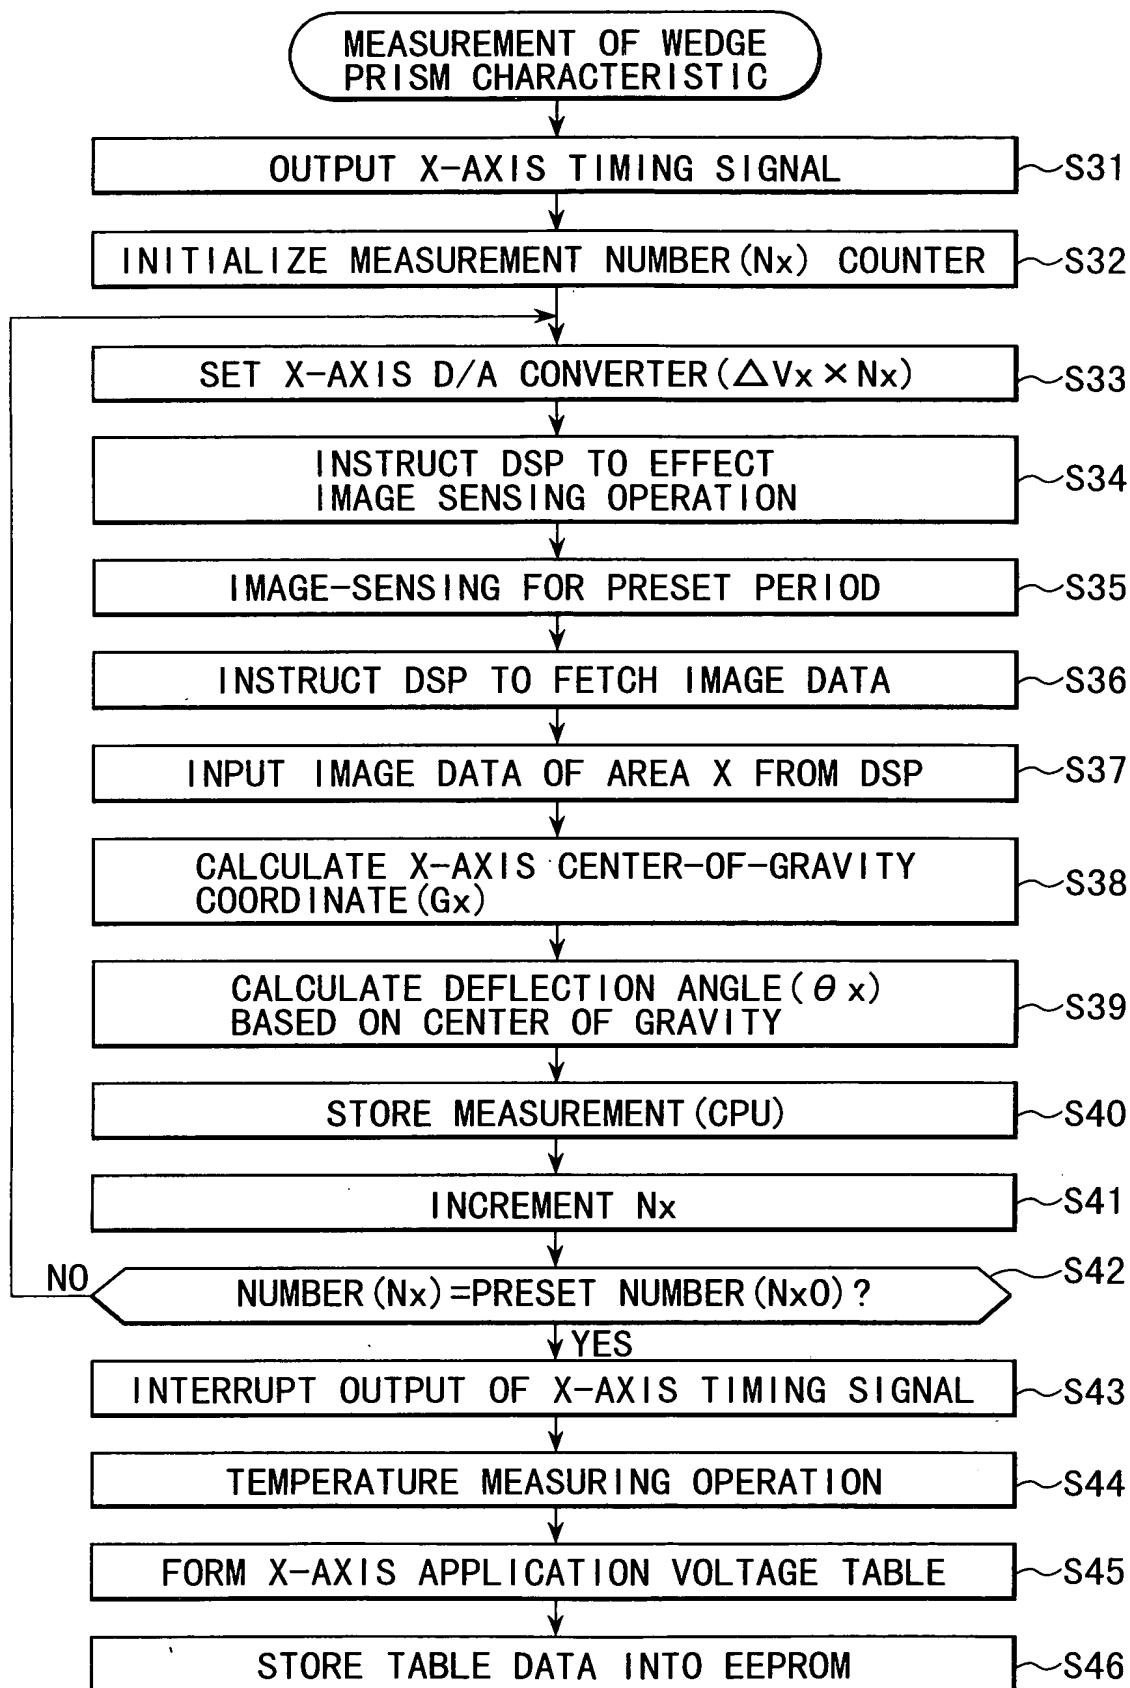 MEASUREMENT OF WEDGE
PRISM CHARACTERISTIC
OUTPUT X-AXIS TIMING SIGNAL
S31
INITIALIZE MEASUREMENT NUMBER(Nx) COUNTER
S32
SET X-AXIS D/A CONVERTER(△Vx×Nx)
S33
INSTRUCT DSP TO EFFECT
IMAGE SENSING OPERATION
S34
IMAGE-SENSING FOR PRESET PERIOD
S35
INSTRUCT DSP TO FETCH IMAGE DATA
S36
INPUT IMAGE DATA OF AREA X FROM DSP
S37
CALCULATE X-AXIS CENTER-OF-GRAVITY
COORDINATE(Gx)
S38
CALCULATE DEFLECTION ANGLE(θx)
BASED ON CENTER OF GRAVITY
S39
STORE MEASUREMENT(CPU)
S40
INCREMENT Nx
S41
NO
NUMBER(Nx)=PRESET NUMBER(Nx0)?
S42
YES
INTERRUPT OUTPUT OF X-AXIS TIMING SIGNAL
S43
TEMPERATURE MEASURING OPERATION
S44
FORM X-AXIS APPLICATION VOLTAGE TABLE
S45
STORE TABLE DATA INTO EEPROM
S46